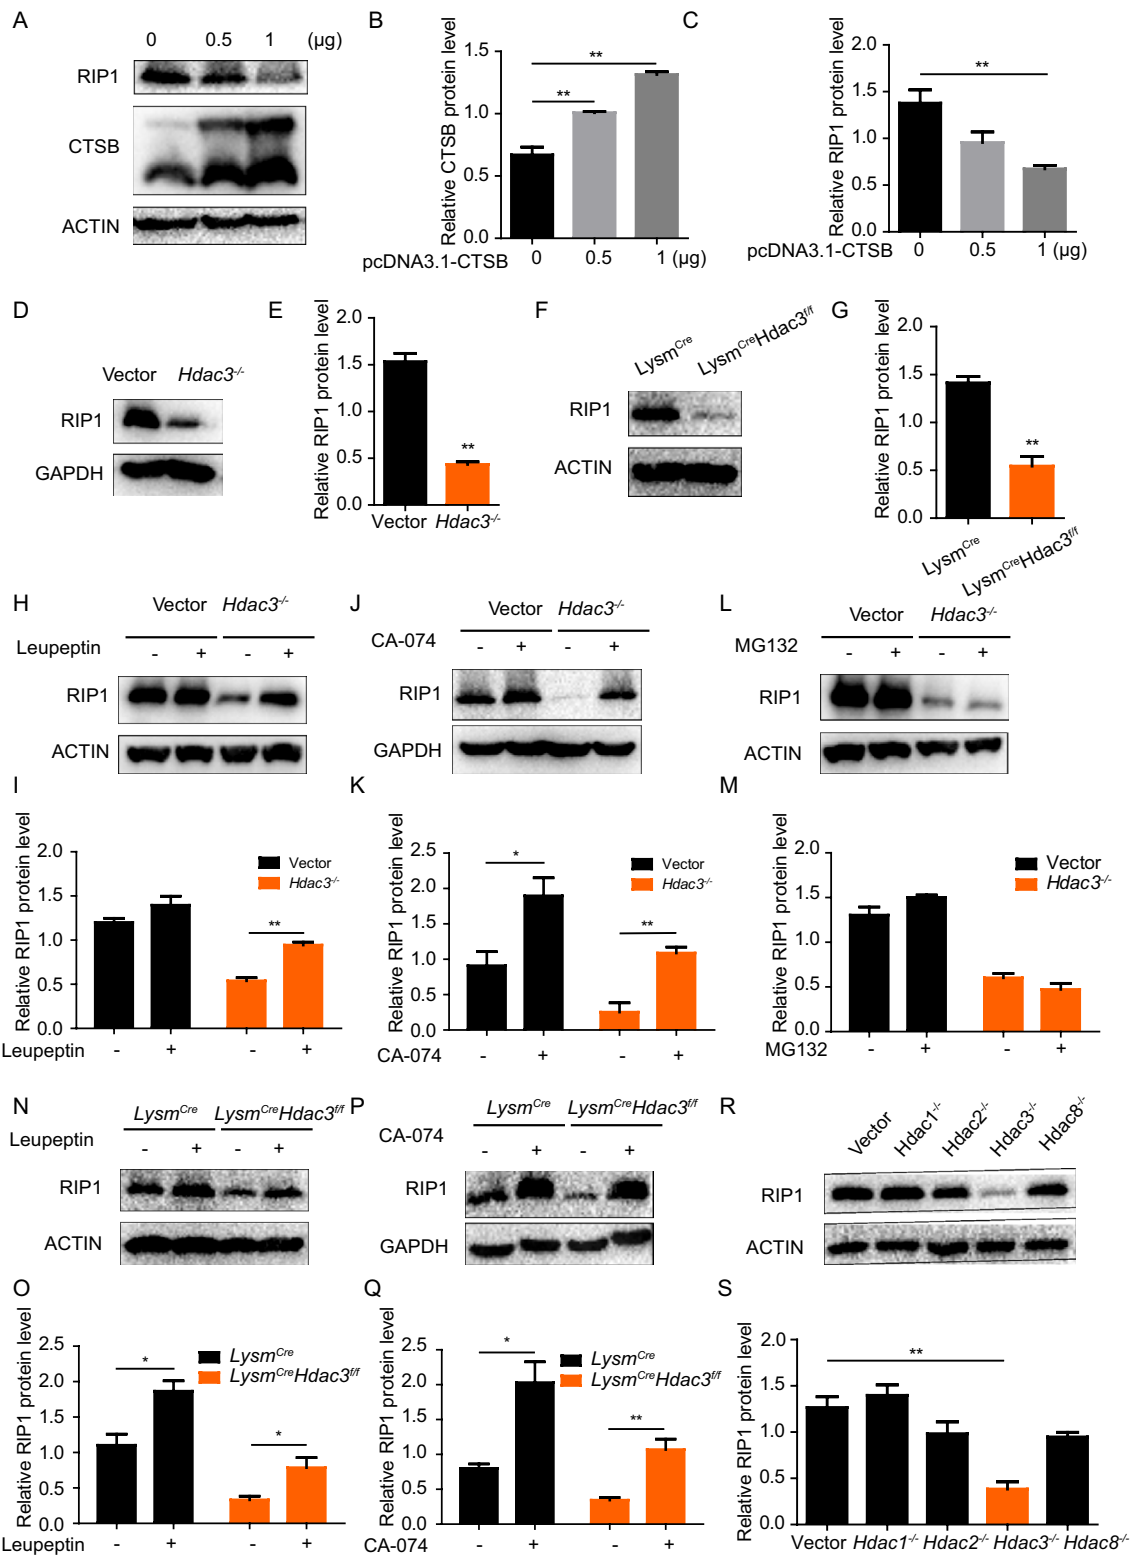 A
0 0.5 1 (µg)
RIP1
CTSB
ACTIN
B
Relative CTSB protein level
1.5
1.0
0.5
0.0
** **
pcDNA3.1-CTSB 0 0.5 1 (µg)
C
Relative RIP1 protein level
2.0
1.5
1.0
0.5
0.0
**
pcDNA3.1-CTSB 0 0.5 1 (µg)
D
Vector Hdac3-/-
RIP1
GAPDH
E
Relative RIP1 protein level
2.0
1.5
1.0
0.5
0.0
**
Vector Hdac3-/-
F
LysmCre LysmCreHdac3f/f
RIP1
ACTIN
G
Relative RIP1 protein level
2.0
1.5
1.0
0.5
0.0
**
LysmCre LysmCreHdac3f/f
H
Vector Hdac3-/-
Leupeptin - + - +
RIP1
ACTIN
J
Vector Hdac3-/-
CA-074 - + - +
RIP1
GAPDH
L
Vector Hdac3-/-
MG132 - + - +
RIP1
ACTIN
I
Relative RIP1 protein level
2.0
1.5
1.0
0.5
0.0
Vector
Hdac3-/-
**
Leupeptin - + - +
K
Relative RIP1 protein level
2.5
2.0
1.5
1.0
0.5
0.0
Vector
Hdac3-/-
* **
CA-074 - + - +
M
Relative RIP1 protein level
2.0
1.5
1.0
0.5
0.0
Vector
Hdac3-/-
MG132 - + - +
N
LysmCre LysmCreHdac3f/f
Leupeptin - + - +
RIP1
ACTIN
P
LysmCre LysmCreHdac3f/f
CA-074 - + - +
RIP1
GAPDH
R
Vector Hdac1-/- Hdac2-/- Hdac3-/- Hdac8-/-
RIP1
ACTIN
O
Relative RIP1 protein level
2.5
2.0
1.5
1.0
0.5
0.0
LysmCre
LysmCreHdac3f/f
* *
Leupeptin - + - +
Q
Relative RIP1 protein level
2.5
2.0
1.5
1.0
0.5
0.0
LysmCre
LysmCreHdac3f/f
* **
CA-074 - + - +
S
Relative RIP1 protein level
2.0
1.5
1.0
0.5
0.0
**
Vector Hdac1-/- Hdac2-/- Hdac3-/- Hdac8-/-